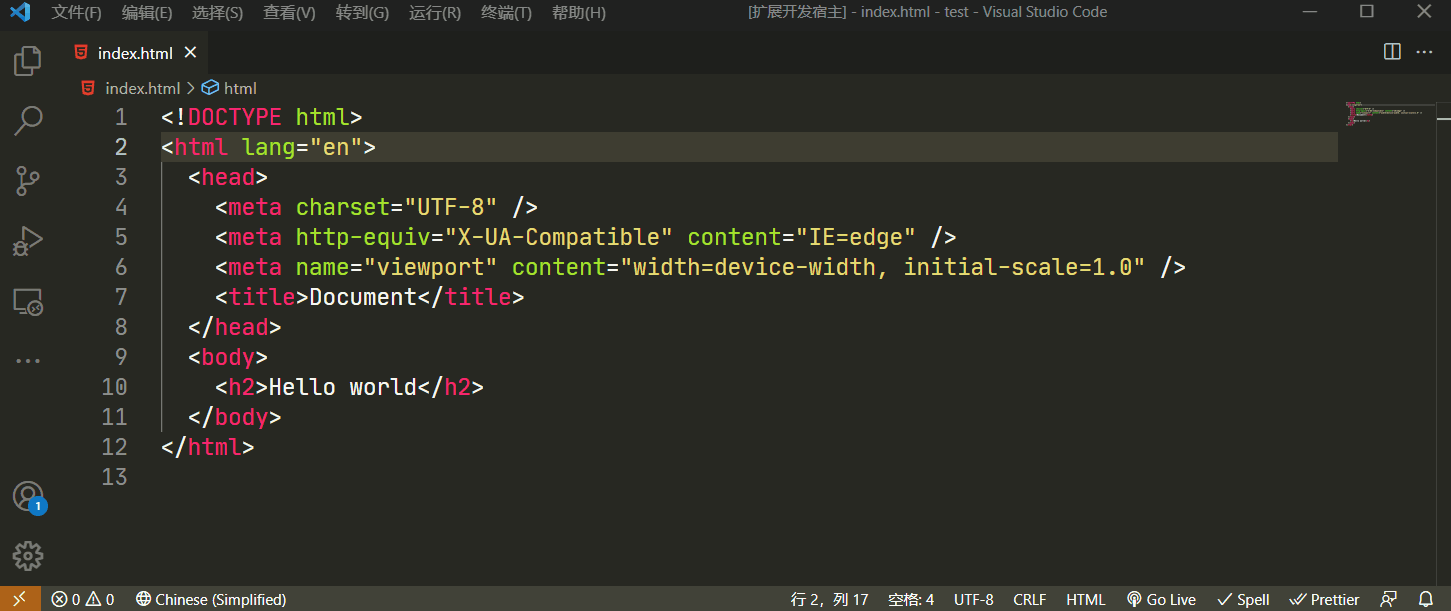 文件(F) 编辑(E) 选择(S) 查看(V) 转到(G) 运行(R) 终端(T) 帮助(H) [扩展开发宿主] - index.html - test - Visual Studio Code
index.html
index.html > html
1 <!DOCTYPE html>
2 <html lang="en">
3 <head>
4 <meta charset="UTF-8" />
5 <meta http-equiv="X-UA-Compatible" content="IE=edge" />
6 <meta name="viewport" content="width=device-width, initial-scale=1.0" />
7 <title>Document</title>
8 </head>
9 <body>
10 <h2>Hello world</h2>
11 </body>
12 </html>
13
1
0 0 Chinese (Simplified) 行 2，列 17 空格: 4 UTF-8 CRLF HTML Go Live Spell Prettier